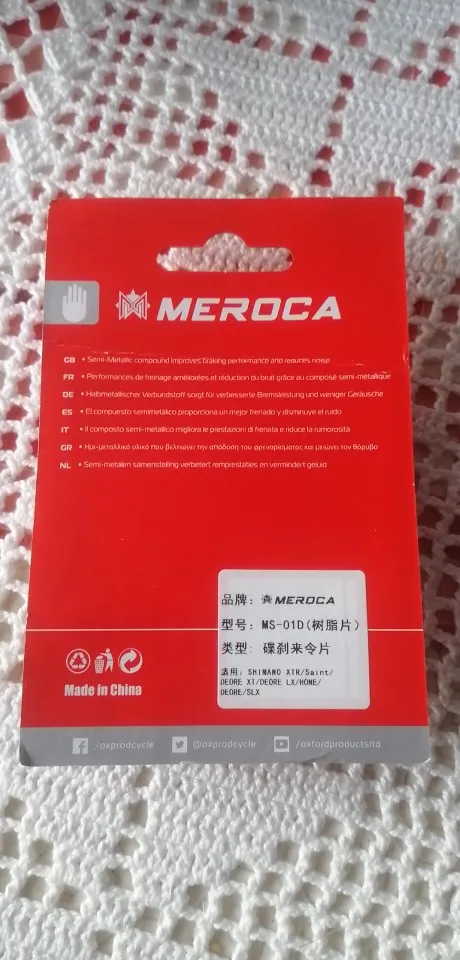 MEROCA
GB • Semi-Metallic compound improves braking performance and reduces noise
FR • Performances de freinage améliorées et réduction du bruit grâce au composé semi-métallique
DE • Halbmetallischer Verbundstoff sorgt für verbesserte Bremsleistung und weniger Geräusche
ES • El compuesto semimetálico proporciona un mejor frenado y disminuye el ruido
IT • Il composto semi-metallico migliora le prestazioni di frenata e riduce la rumorosità
GR • Ημι-μεταλλικό υλικό που βελτιώνει την απόδοση του φρεναρίσματος και μειώνει τον θόρυβο
NL • Semi-metalen samenstelling verbetert remprestaties en vermindert geluid
品牌: MEROCA
型号: MS-01D(树脂片)
类型: 碟刹来令片
适用: SHIMANO XTR/Saint/
DEORE XT/DEORE LX/HONE/
DEORE/SLX
Made in China
/oxprodcycle @oxprodcycle /oxfordproductsltd